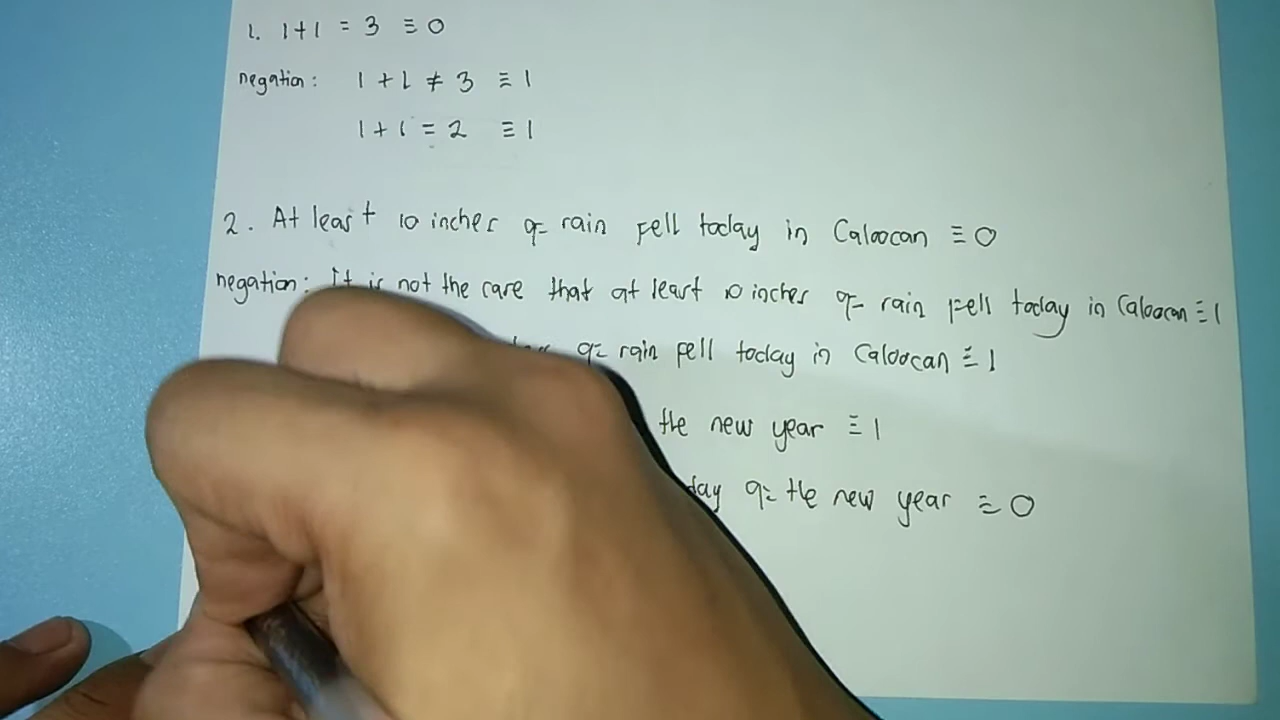 1. 1+1 = 3 ≡ 0
negation: 1 + 1 ≠ 3 ≡ 1
1 + 1 = 2 ≡ 1
2. At least 10 inches of rain fell today in Caloocan ≡ 0
negation: It is not the case that at least 10 inches of rain fell today in Caloocan ≡ 1
of rain fell today in Caloocan ≡ 1
the new year ≡ 1
day of the new year ≡ 0